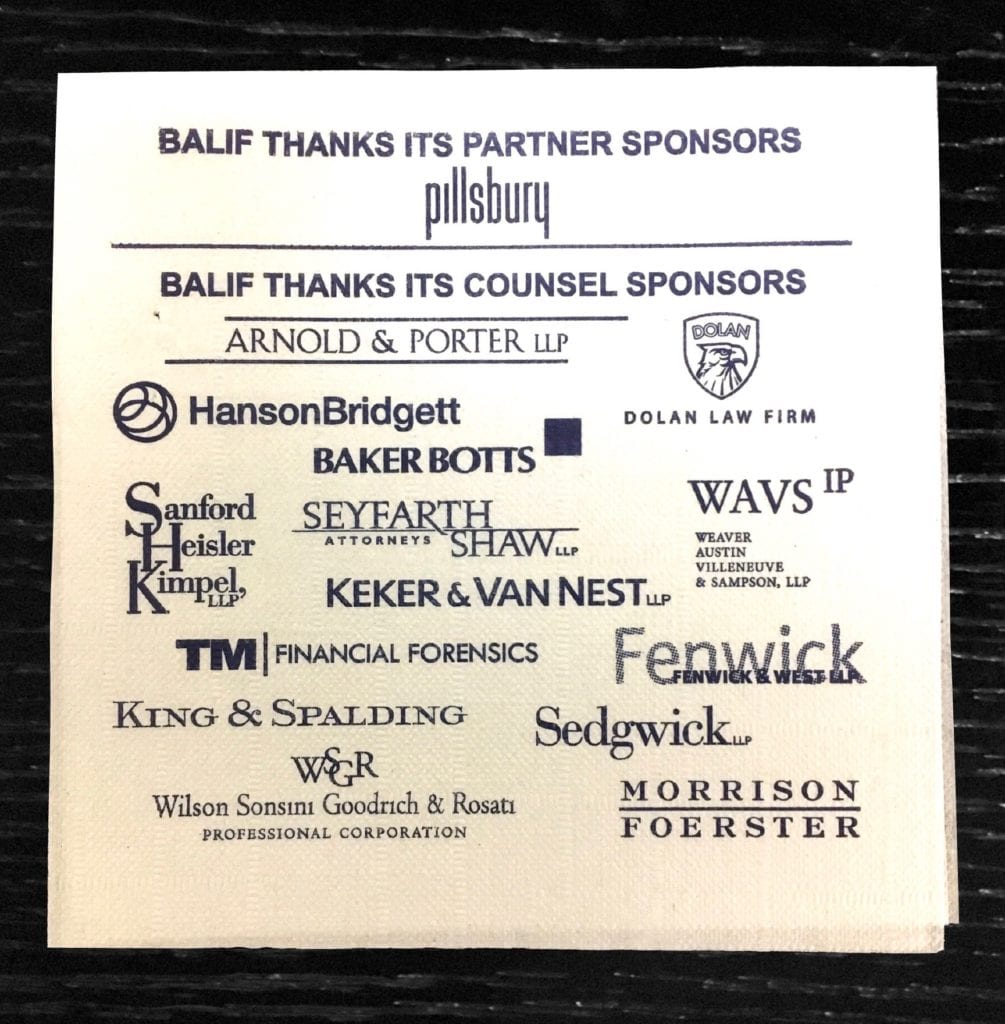 BALIF THANKS ITS PARTNER SPONSORS
pillsbury
BALIF THANKS ITS COUNSEL SPONSORS
ARNOLD & PORTER LLP
DOLAN
DOLAN LAW FIRM
HansonBridgett
BAKER BOTTS
Sanford
Heisler
Kimpel,
LLP
SEYFARTH
ATTORNEYS SHAW LLP
WAVS IP
WEAVER
AUSTIN
VILLENEUVE
& SAMPSON, LLP
KEKER & VAN NEST LLP
TM | FINANCIAL FORENSICS
Fenwick
FENWICK & WEST LLP
KING & SPALDING
Sedgwick LLP
WSGR
Wilson Sonsini Goodrich & Rosati
PROFESSIONAL CORPORATION
MORRISON
FOERSTER